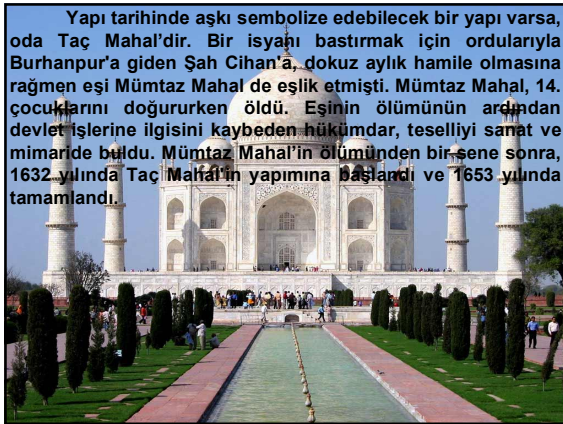 Yapı tarihinde aşkı sembolize edebilecek bir yapı varsa,
oda Taç Mahal’dir. Bir isyanı bastırmak için ordularıyla
Burhanpur'a giden Şah Cihan'a, dokuz aylık hamile olmasına
rağmen eşi Mümtaz Mahal de eşlik etmişti. Mümtaz Mahal, 14.
çocuklarını doğururken öldü. Eşinin ölümünün ardından
devlet işlerine ilgisini kaybeden hükümdar, teselliyi sanat ve
mimaride buldu. Mümtaz Mahal’in ölümünden bir sene sonra,
1632 yılında Taç Mahal'in yapımına başlandı ve 1653 yılında
tamamlandı.